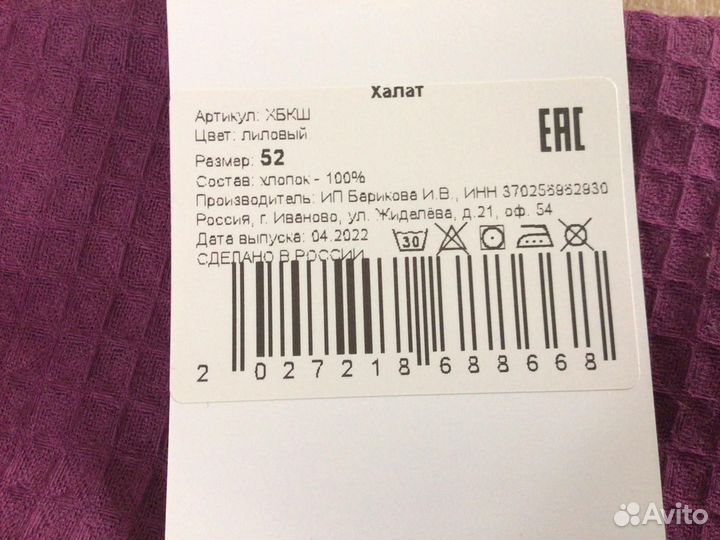 Халат
Артикул: ХБКШ
Цвет: лиловый
EAC
Размер: 52
Состав: хлопок - 100%
Производитель: ИП Барикова И.В., ИНН 370256962930
Россия, г. Иваново, ул. Жиделёва, д.21, оф. 54
Дата выпуска: 04.2022
30
СДЕЛАНО В РОССИИ
2 027218 688668
Avito